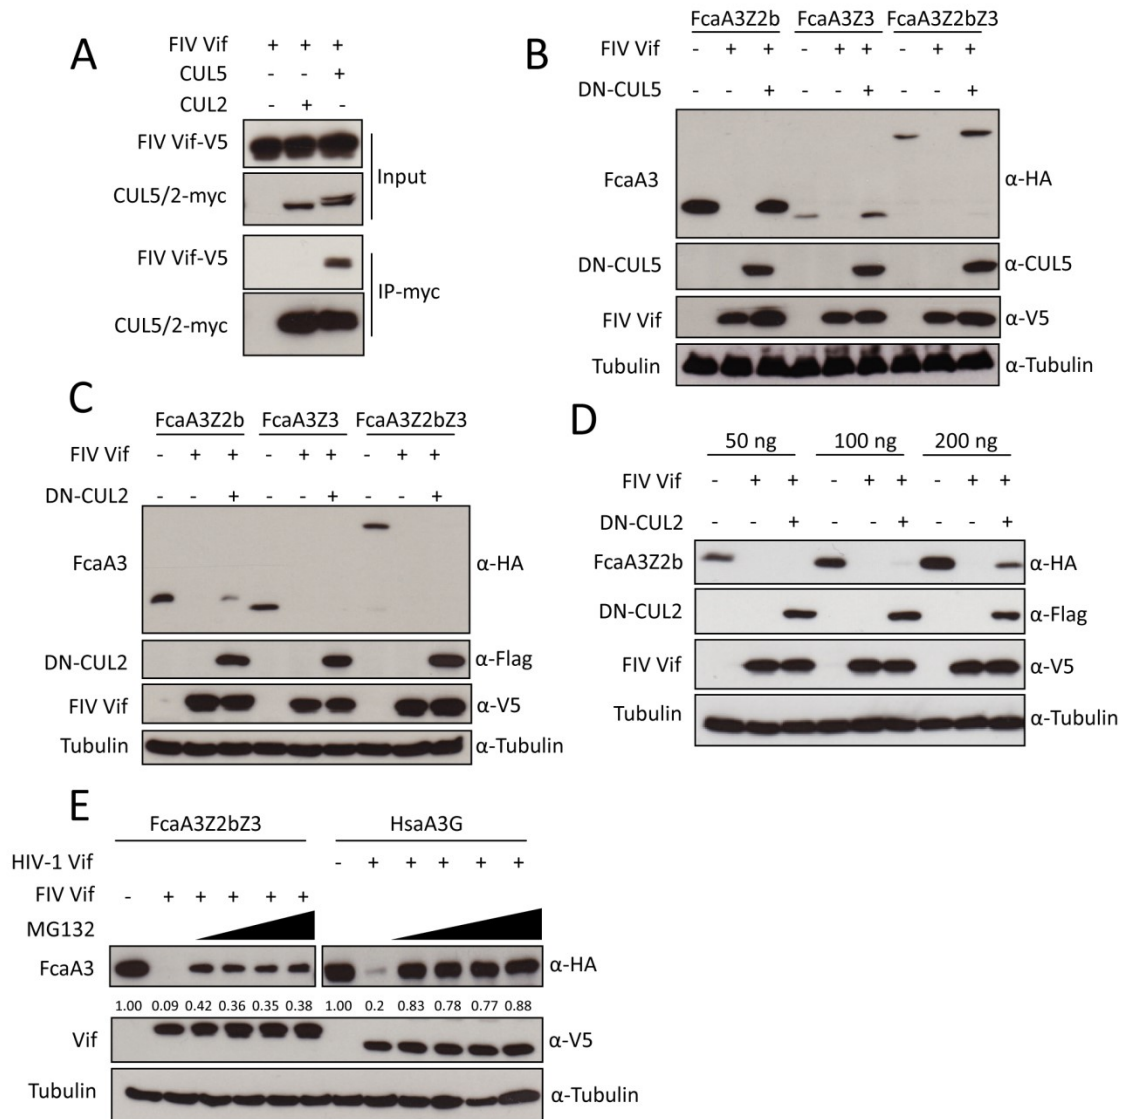 A
FIV Vif + + +
CUL5 - - +
CUL2 - + -
FIV Vif-V5
CUL5/2-myc
Input
FIV Vif-V5
CUL5/2-myc
IP-myc
B
FcaA3Z2b FcaA3Z3 FcaA3Z2bZ3
FIV Vif - + + - + + - + +
DN-CUL5 - - + - - + - - +
FcaA3 α-HA
DN-CUL5 α-CUL5
FIV Vif α-V5
Tubulin α-Tubulin
C
FcaA3Z2b FcaA3Z3 FcaA3Z2bZ3
FIV Vif - + + - + + - + +
DN-CUL2 - - + - - + - - +
FcaA3 α-HA
DN-CUL2 α-Flag
FIV Vif α-V5
Tubulin α-Tubulin
D
50 ng 100 ng 200 ng
FIV Vif - + + - + + - + +
DN-CUL2 - - + - - + - - +
FcaA3Z2b α-HA
DN-CUL2 α-Flag
FIV Vif α-V5
Tubulin α-Tubulin
E
FcaA3Z2bZ3 HsaA3G
HIV-1 Vif - + + + + +
FIV Vif - + + + + +
MG132
FcaA3 α-HA
1.00 0.09 0.42 0.36 0.35 0.38 1.00 0.2 0.83 0.78 0.77 0.88
Vif α-V5
Tubulin α-Tubulin